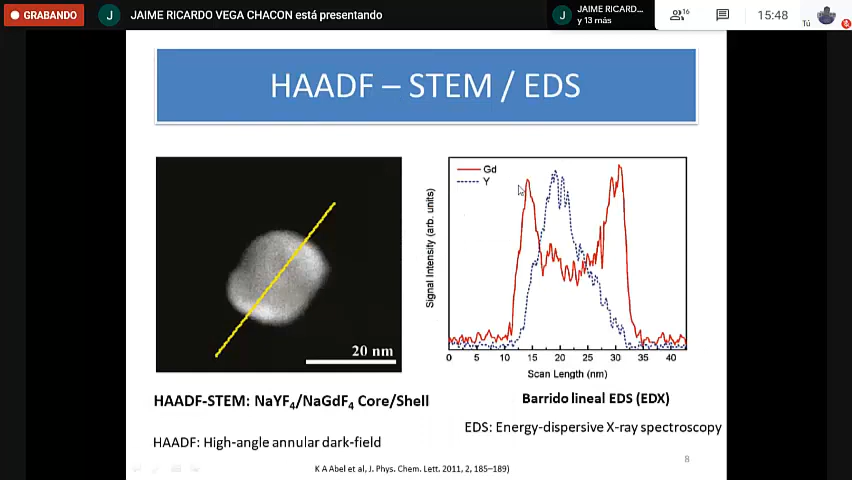 GRABANDO
J
JAIME RICARDO VEGA CHACON está presentando
J
JAIME RICARDO...
y 13 más
16
15:48
Tú
HAADF – STEM / EDS
20 nm
Gd
Y
Signal Intensity (arb. units)
0 5 10 15 20 25 30 35 40
Scan Length (nm)
HAADF-STEM: NaYF4/NaGdF4 Core/Shell
Barrido lineal EDS (EDX)
HAADF: High-angle annular dark-field
EDS: Energy-dispersive X-ray spectroscopy
8
K A Abel et al, J. Phys. Chem. Lett. 2011, 2, 185–189)